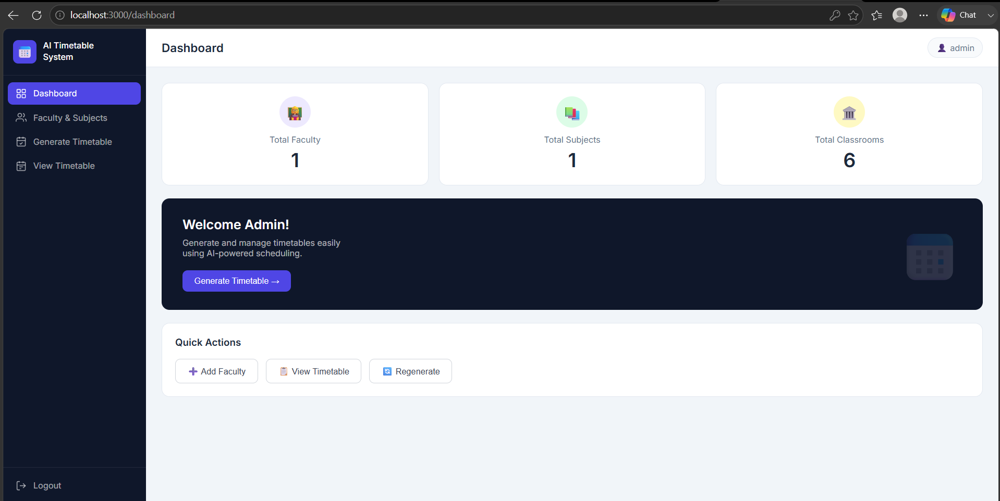 localhost:3000/dashboard
Chat
AI Timetable
System
Dashboard
Faculty & Subjects
Generate Timetable
View Timetable
Logout
Dashboard
admin
Total Faculty
1
Total Subjects
1
Total Classrooms
6
Welcome Admin!
Generate and manage timetables easily
using AI-powered scheduling.
Generate Timetable →
Quick Actions
Add Faculty
View Timetable
Regenerate